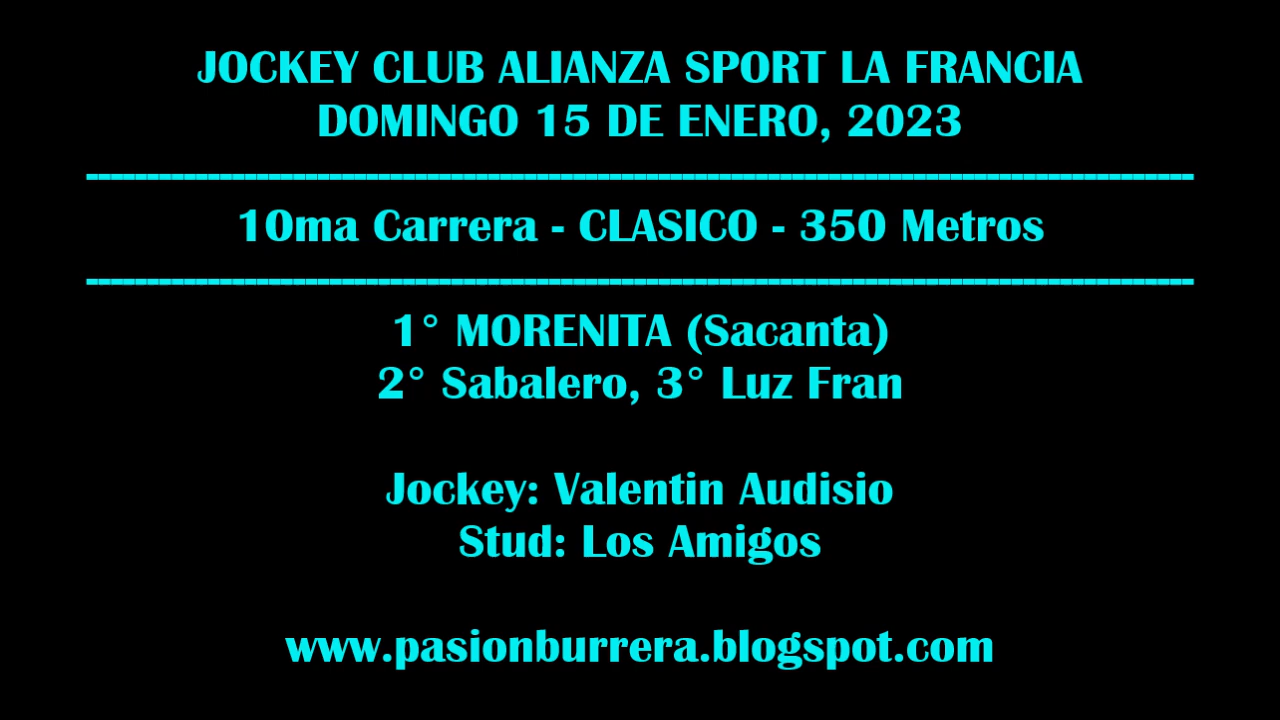 JOCKEY CLUB ALIANZA SPORT LA FRANCIA
DOMINGO 15 DE ENERO, 2023
--------------------------------------------------------------------------------------------
10ma Carrera - CLASICO - 350 Metros
--------------------------------------------------------------------------------------------
1° MORENITA (Sacanta)
2° Sabalero, 3° Luz Fran
Jockey: Valentin Audisio
Stud: Los Amigos
www.pasionburrera.blogspot.com